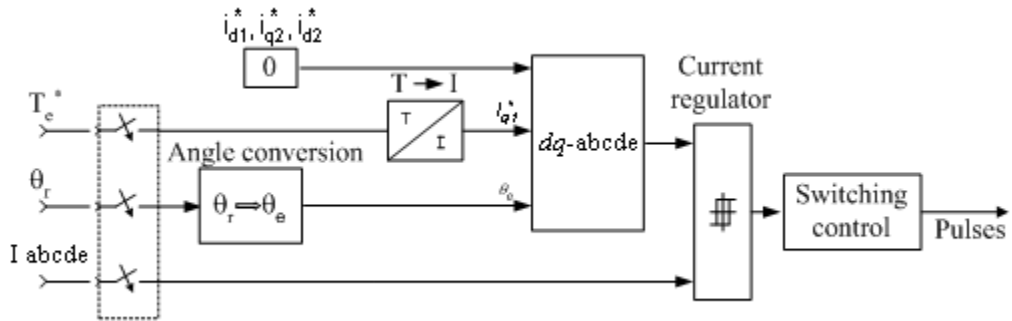 i*d1, i*q2, i*d2
0
T → I
Te*
T
I
i*q1
dq-abcde
Current
regulator
Angle conversion
θr
θr ⇒ θe
θe
Switching
control
Pulses
I abcde